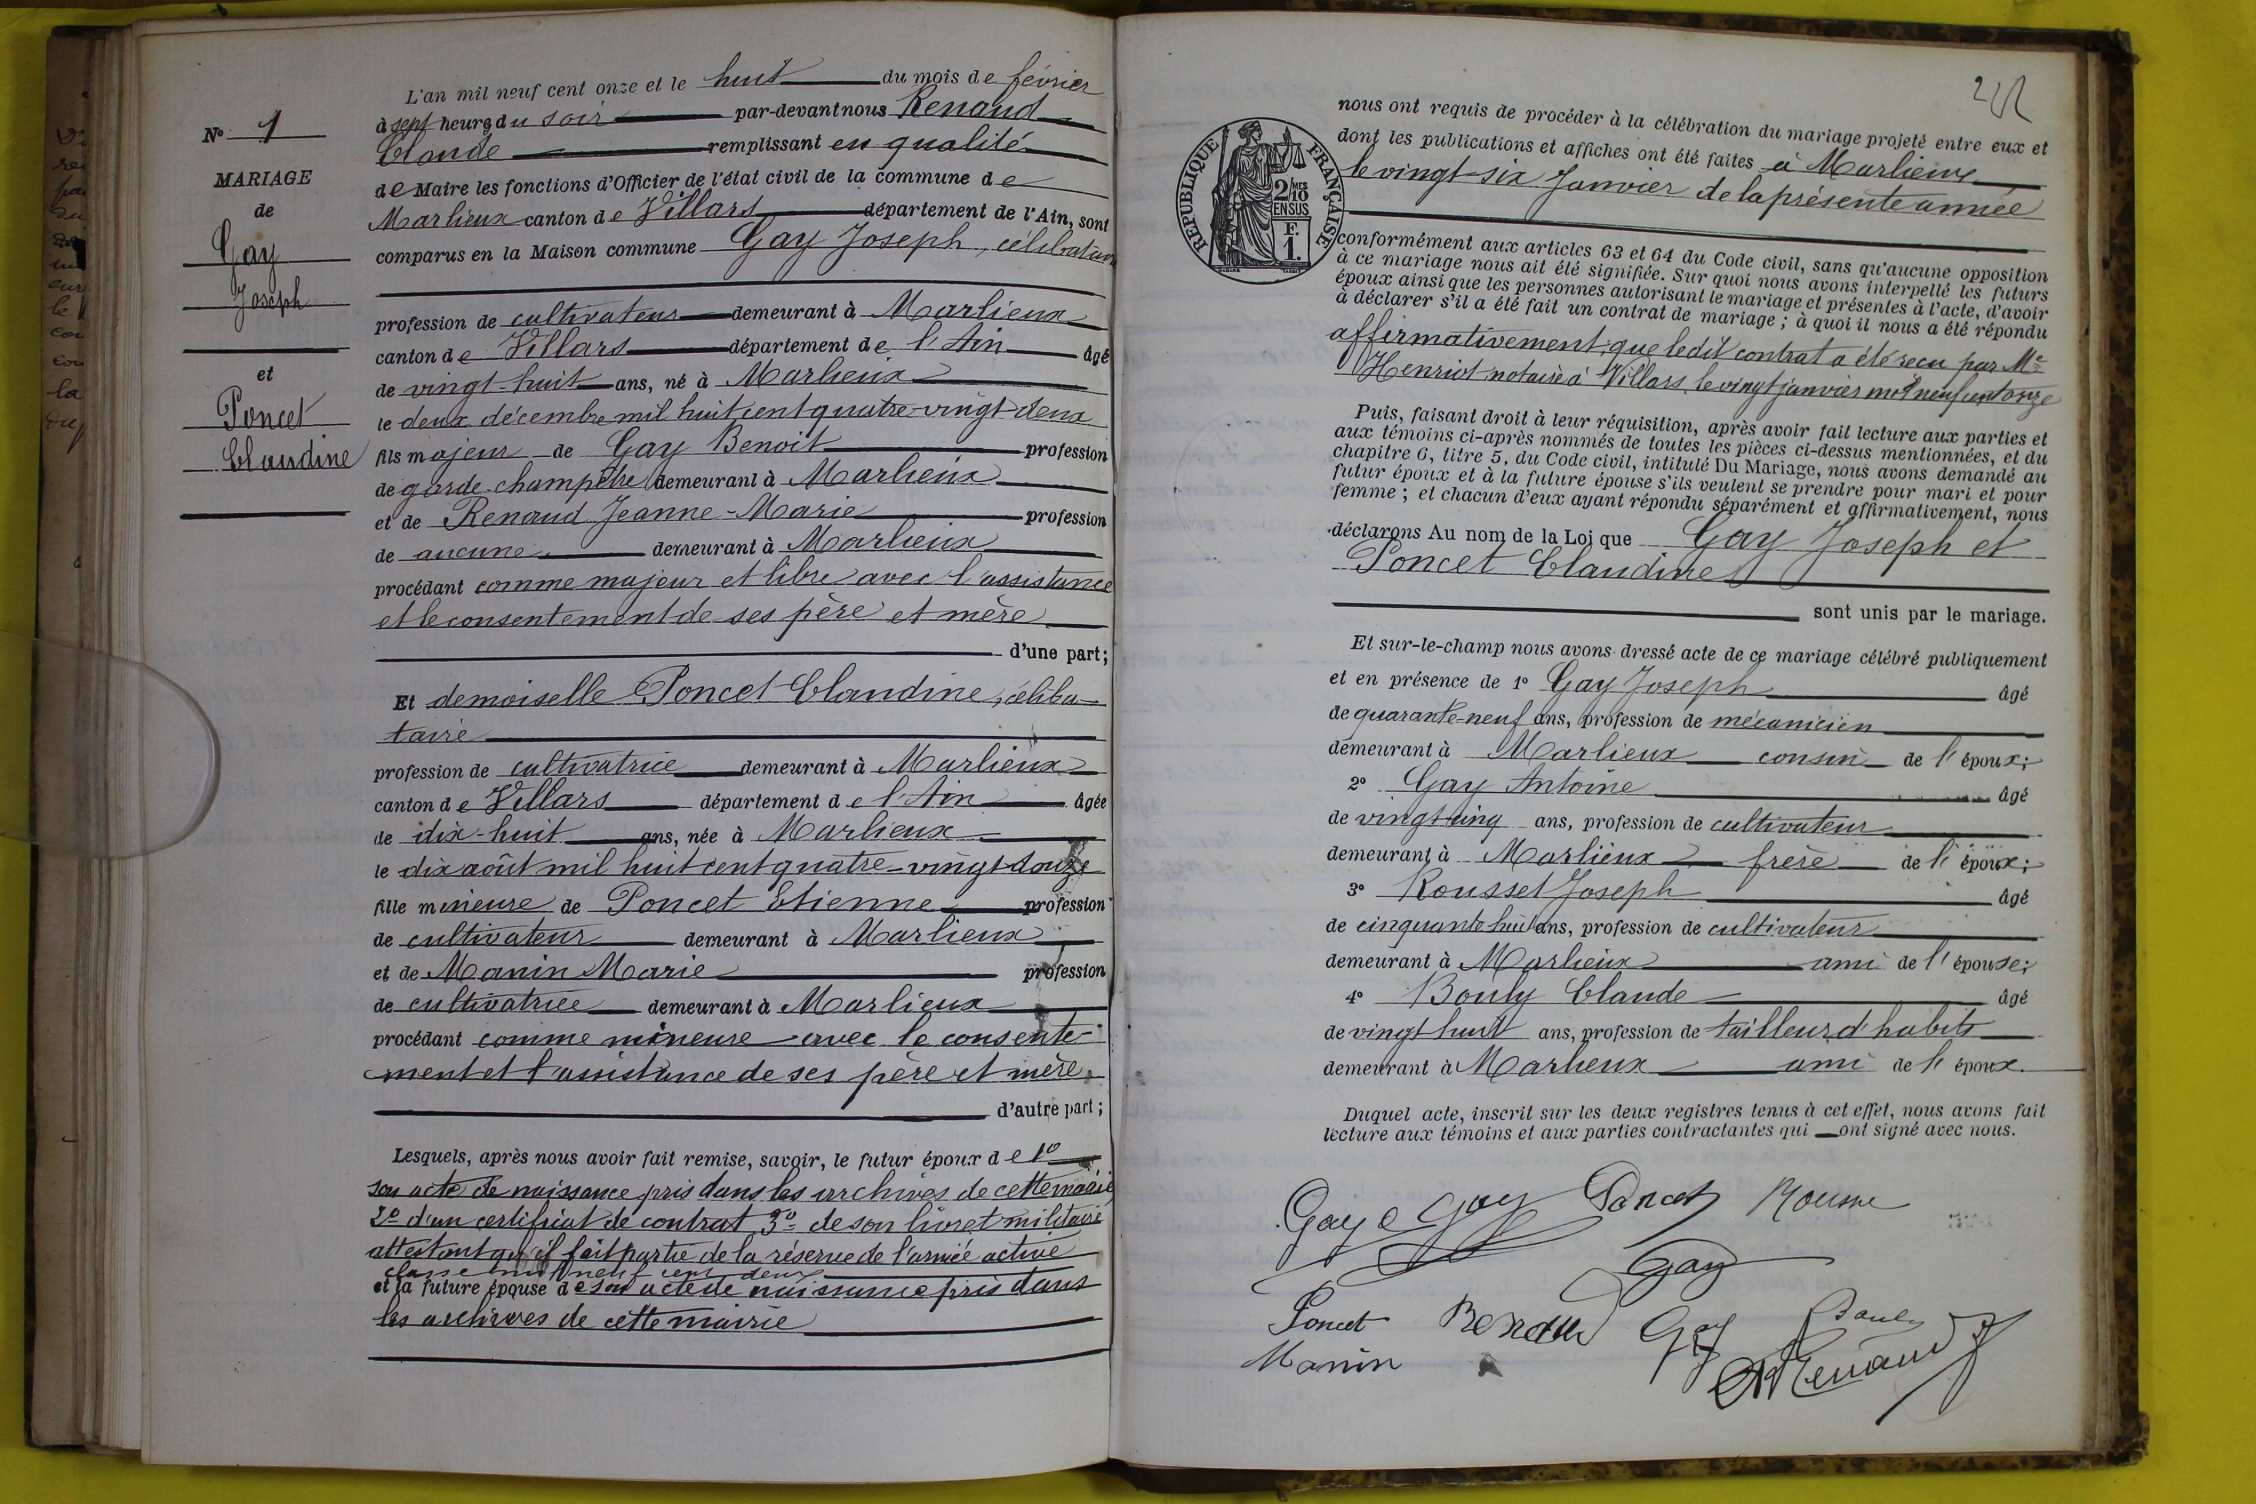 L'an mil neuf cent onze et le huit du mois de février
à sept heures du soir par-devant nous Renaud
Claude remplissant en qualité
de Maire les fonctions d'Officier de l'état civil de la commune de
Marlieux canton de Villars département de l'Ain, sont
comparus en la Maison commune Gay Joseph, célibataire
profession de cultivateur demeurant à Marlieux
canton de Villars département de l'Ain âgé
de vingt-huit ans, né à Marlieux
le deux décembre mil huit cent quatre-vingt deux
fils majeur de Gay Benoit profession
de garde-champêtre demeurant à Marlieux
et de Renaud Jeanne-Marie profession
de aucune demeurant à Marlieux
procédant comme majeur et libre avec l'assistance
et le consentement de ses père et mère
d'une part;
Et demoiselle Poncet Claudine, céliba-
taire
profession de cultivatrice demeurant à Marlieux
canton de Villars département de l'Ain âgée
de dix-huit ans, née à Marlieux
le dix août mil huit cent quatre-vingt-douze
fille mineure de Poncet Etienne profession
de cultivateur demeurant à Marlieux
et de Manin Marie profession
de cultivatrice demeurant à Marlieux
procédant comme mineure avec le consente-
ment et l'assistance de ses père et mère
d'autre part;
Lesquels, après nous avoir fait remise, savoir, le futur époux de 1º
son acte de naissance pris dans les archives de cette mairie
2º d'un certificat de contrat 3º de son livret militaire
attestant qu'il fait partie de la réserve de l'armée active
classe mil neuf cent deux
et la future épouse de son acte de naissance pris dans
les archives de cette mairie
Nº 1
MARIAGE
de
Gay
Joseph
et
Poncet
Claudine
nous ont requis de procéder à la célébration du mariage projeté entre eux et
dont les publications et affiches ont été faites à Marlieux
le vingt-six Janvier de la présente année
RÉPUBLIQUE FRANÇAISE
2/10 MES
EN SUS
F.
1.
conformément aux articles 63 et 64 du Code civil, sans qu'aucune opposition
à ce mariage nous ait été signifiée. Sur quoi nous avons interpellé les futurs
époux ainsi que les personnes autorisant le mariage et présentes à l'acte, d'avoir
à déclarer s'il a été fait un contrat de mariage; à quoi il nous a été répondu
affirmativement, que ledit contrat a été recu par Me
Henriot notaire à Villars, le vingt janvier mil neuf cent onze
Puis, faisant droit à leur réquisition, après avoir fait lecture aux parties et
aux témoins ci-après nommés de toutes les pièces ci-dessus mentionnées, et du
chapitre 6, titre 5, du Code civil, intitulé Du Mariage, nous avons demandé au
futur époux et à la future épouse s'ils veulent se prendre pour mari et pour
femme; et chacun d'eux ayant répondu séparément et affirmativement, nous
déclarons Au nom de la Loi que Gay Joseph et
Poncet Claudine
sont unis par le mariage.
Et sur-le-champ nous avons dressé acte de ce mariage célébré publiquement
et en présence de 1º Gay Joseph âgé
de quarante-neuf ans, profession de mécanicien
demeurant à Marlieux cousin de l'époux;
2º Gay Antoine âgé
de vingt-cinq ans, profession de cultivateur
demeurant à Marlieux frère de l'époux;
3º Rousset Joseph âgé
de cinquante huit ans, profession de cultivateur
demeurant à Marlieux ami de l'épouse;
4º Bouly Claude âgé
de vingt huit ans, profession de tailleur d'habits
demeurant à Marlieux ami de l'époux.
Duquel acte, inscrit sur les deux registres tenus à cet effet, nous avons fait
lecture aux témoins et aux parties contractantes qui ont signé avec nous.
Gay Gay Poncet
Gay
Poncet Renaud Gay Bouly
Manin Renaud